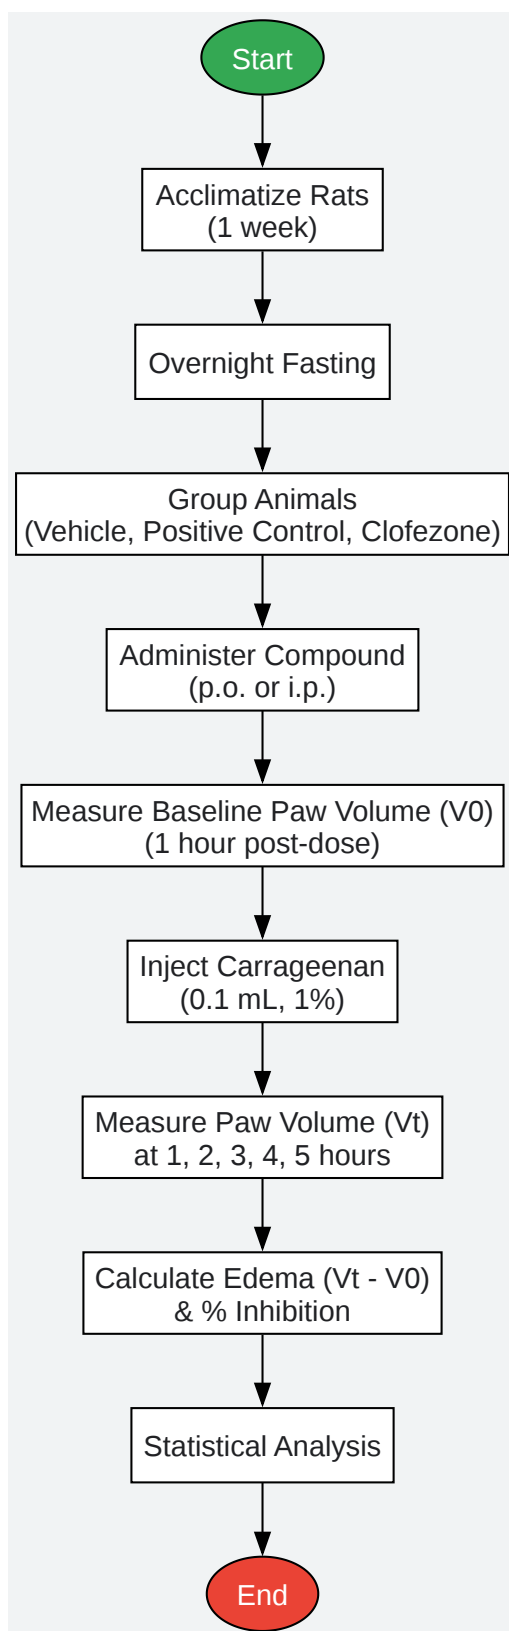 Start
Acclimatize Rats
(1 week)
Overnight Fasting
Group Animals
(Vehicle, Positive Control, Clofezone)
Administer Compound
(p.o. or i.p.)
Measure Baseline Paw Volume (V0)
(1 hour post-dose)
Inject Carrageenan
(0.1 mL, 1%)
Measure Paw Volume (Vt)
at 1, 2, 3, 4, 5 hours
Calculate Edema (Vt - V0)
& % Inhibition
Statistical Analysis
End